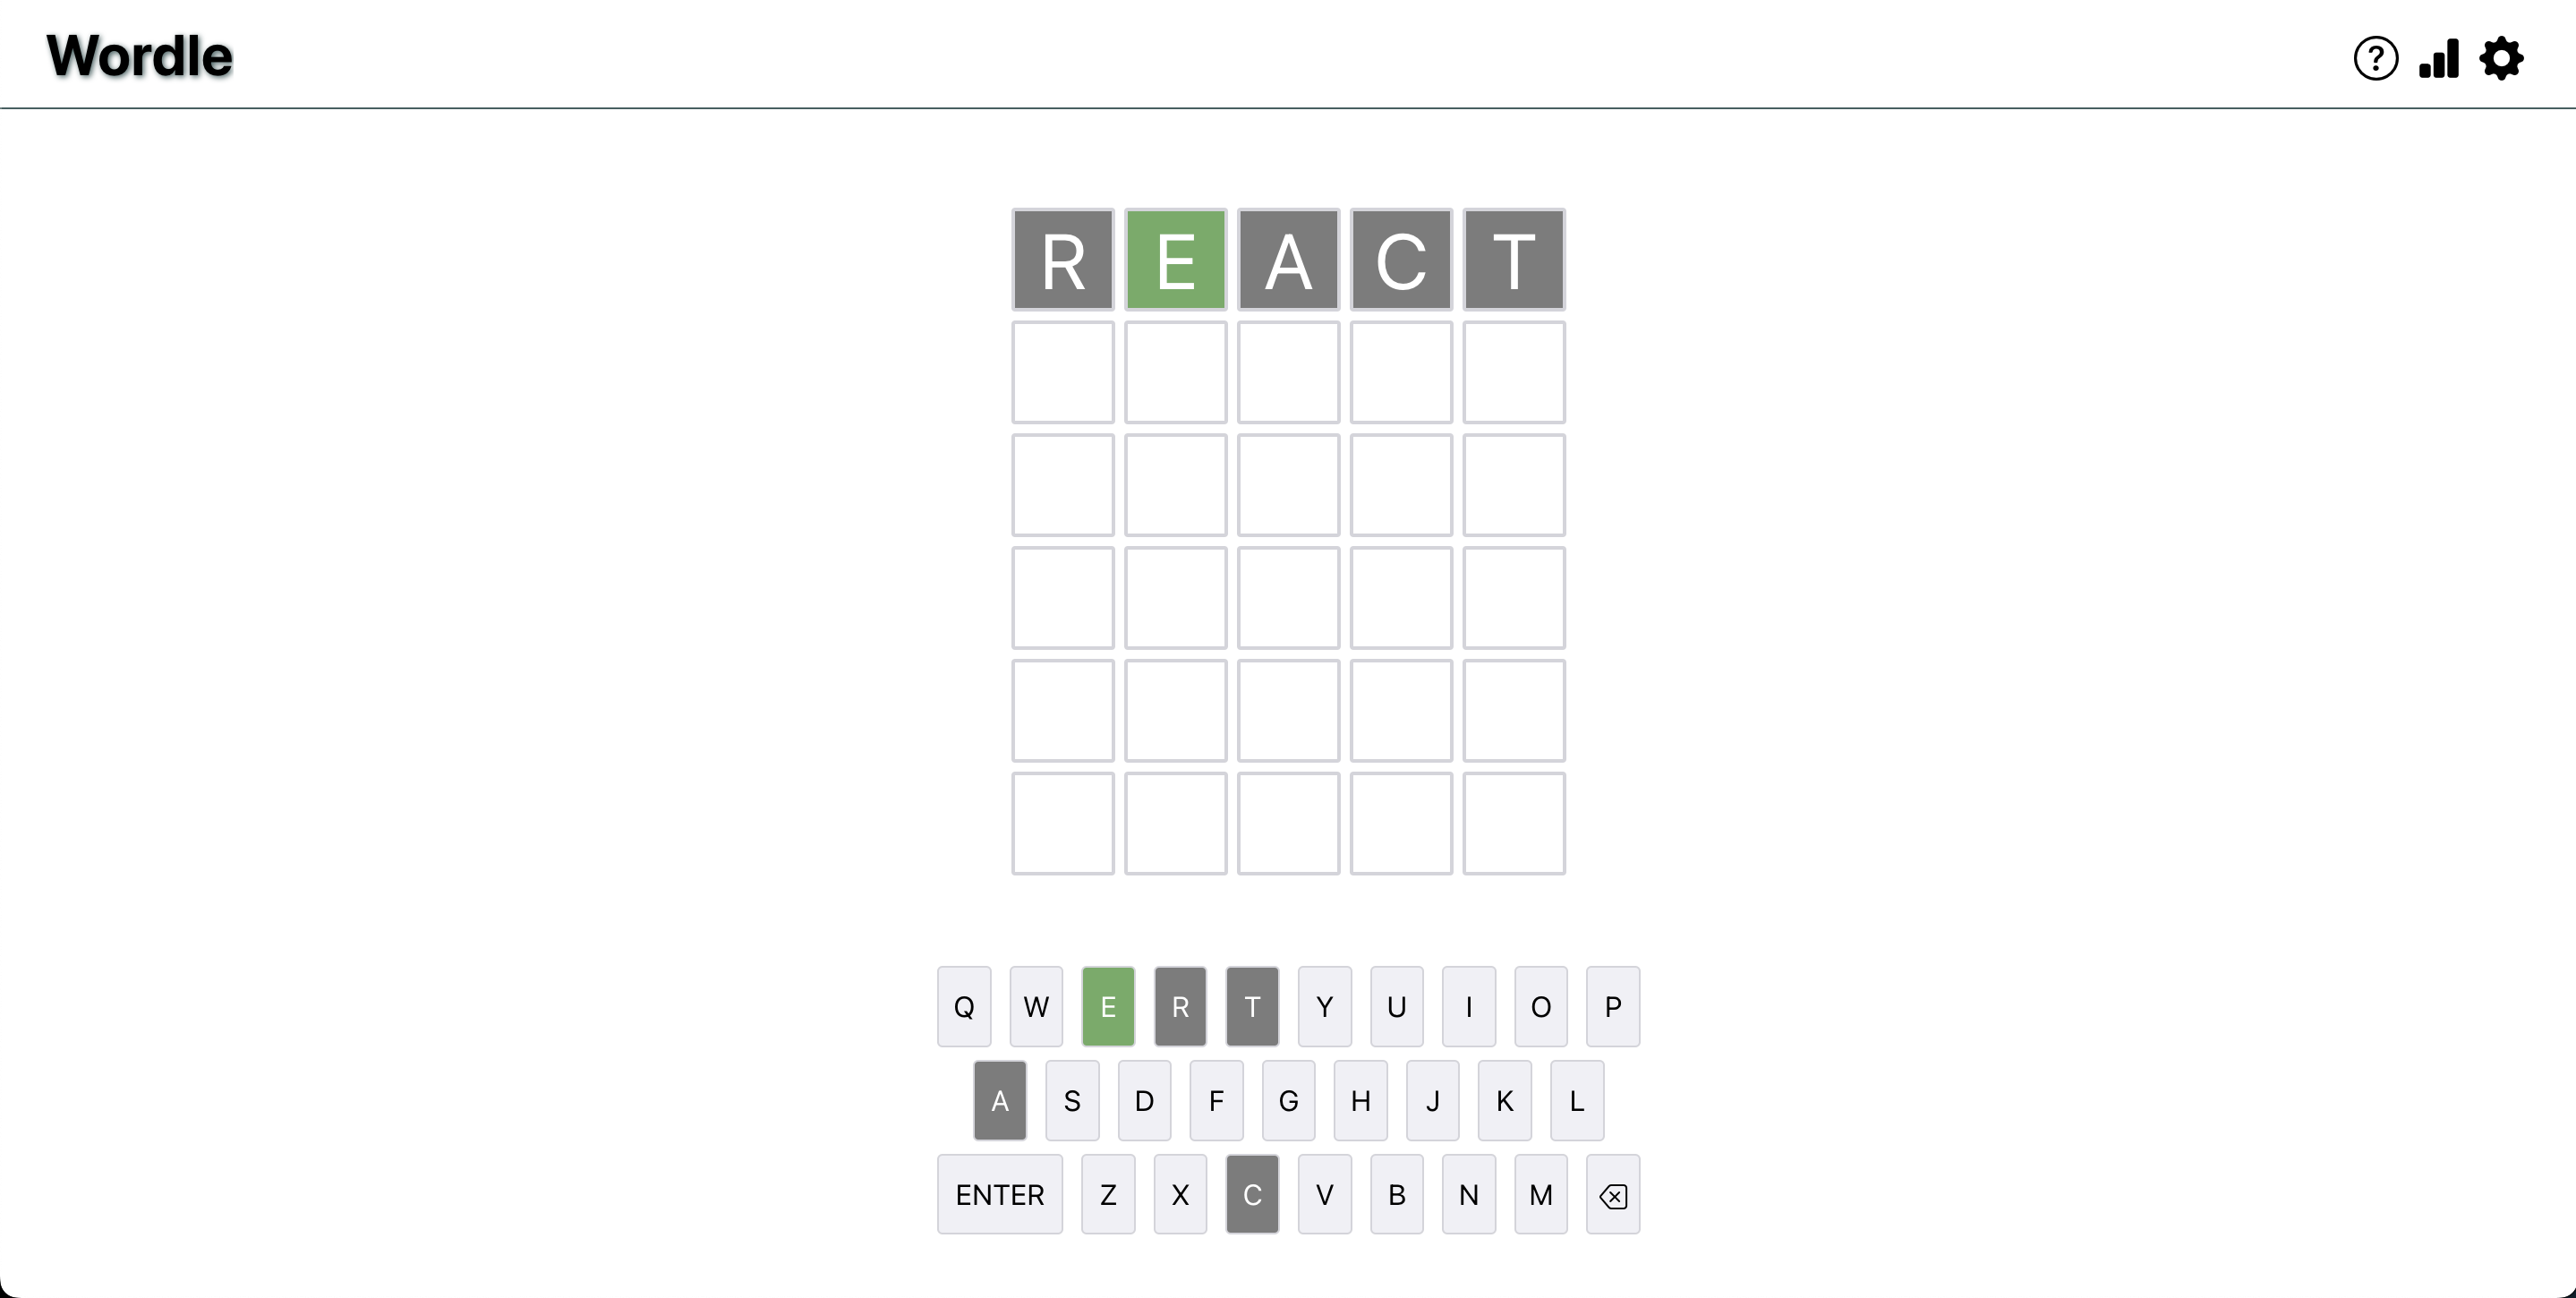 Wordle
?
R E A C T
Q W E R T Y U I O P
A S D F G H J K L
ENTER Z X C V B N M